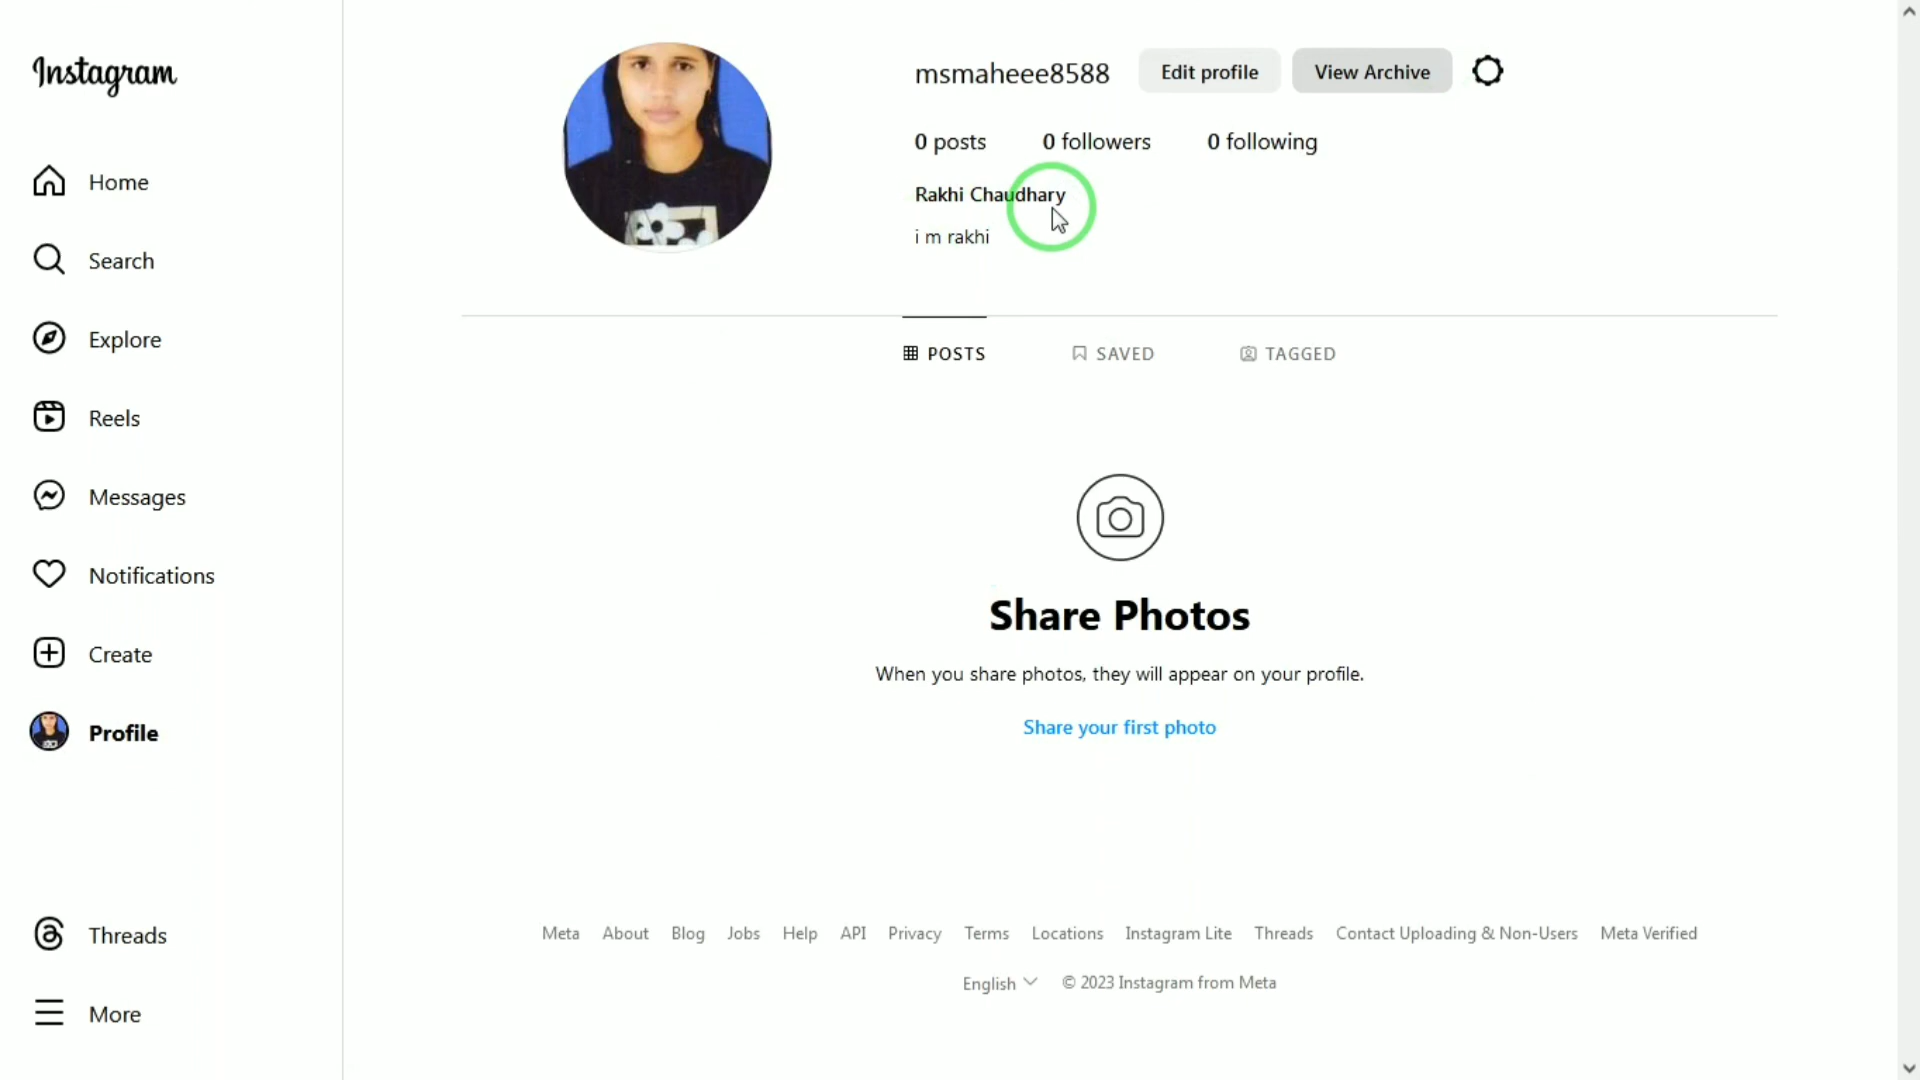 Instagram
Home
Search
Explore
Reels
Messages
Notifications
Create
Profile
Threads
More
msmaheee8588 Edit profile View Archive
0 posts 0 followers 0 following
Rakhi Chaudhary
i m rakhi
POSTS SAVED TAGGED
Share Photos
When you share photos, they will appear on your profile.
Share your first photo
Meta About Blog Jobs Help API Privacy Terms Locations Instagram Lite Threads Contact Uploading & Non-Users Meta Verified
English © 2023 Instagram from Meta